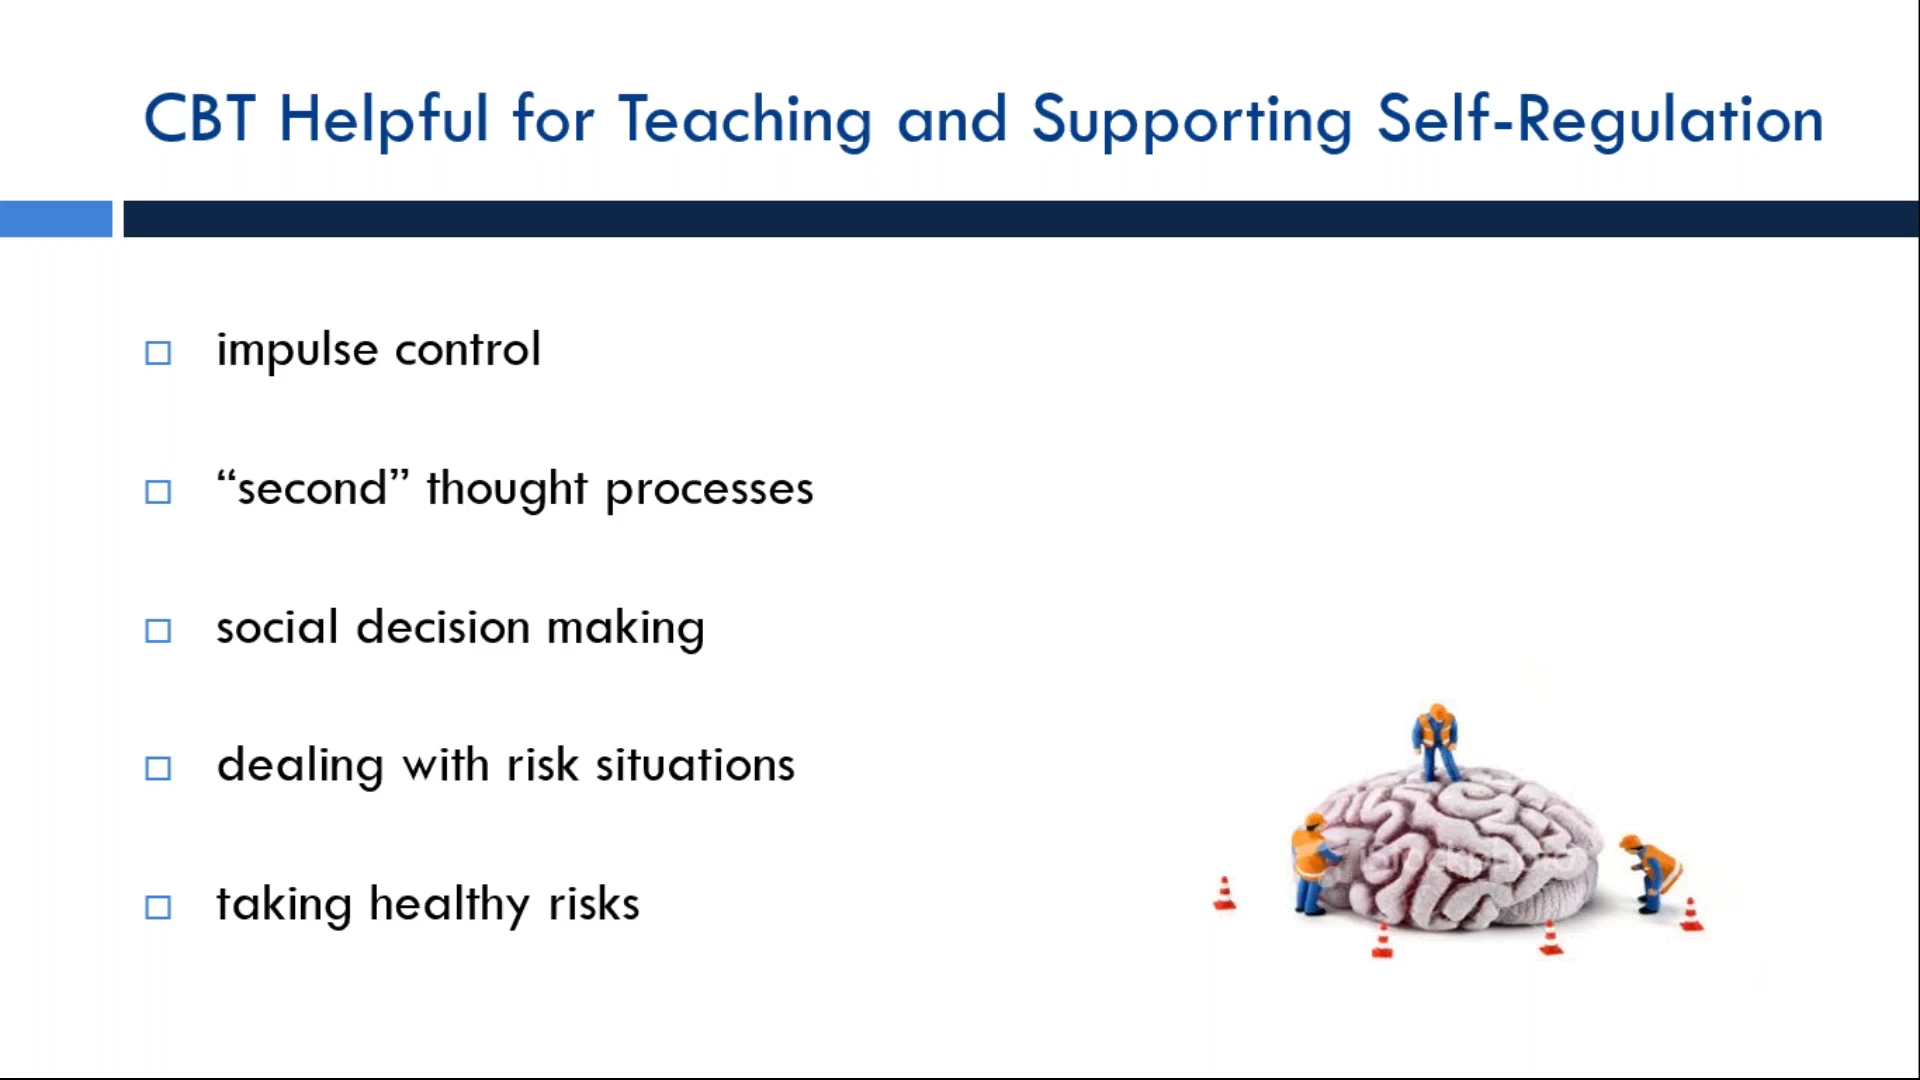 CBT Helpful for Teaching and Supporting Self-Regulation
impulse control
“second” thought processes
social decision making
dealing with risk situations
taking healthy risks